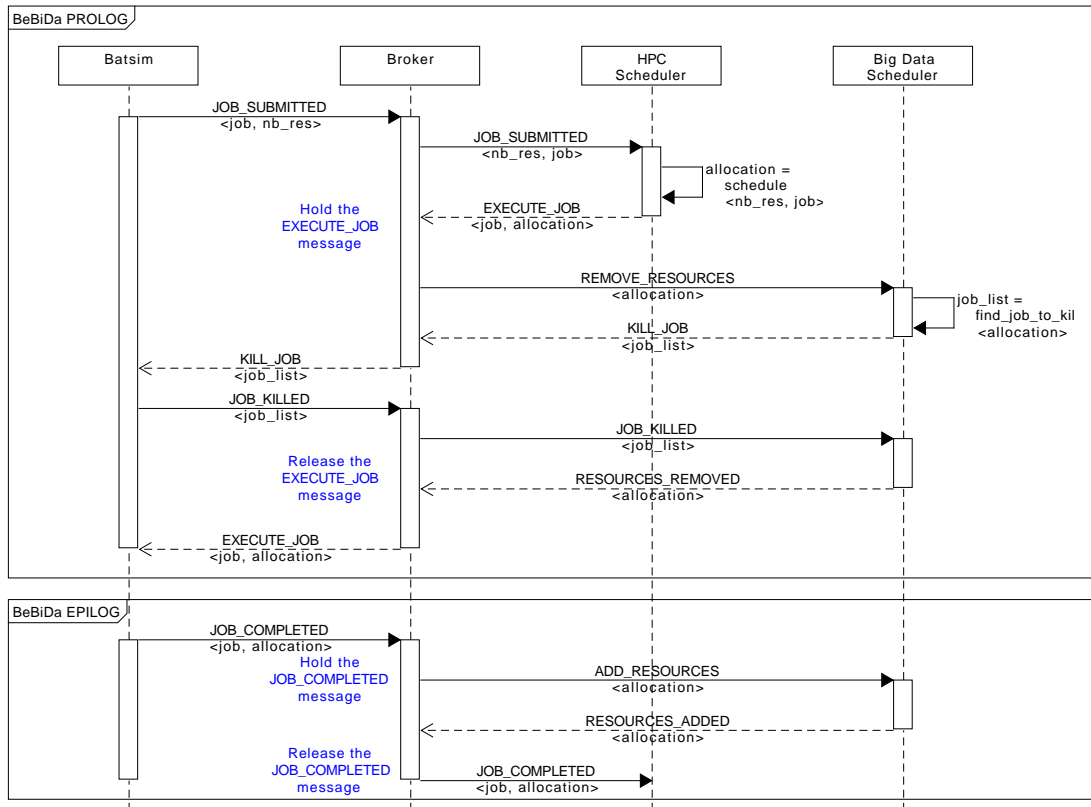 BeBiDa PROLOG
Batsim
Broker
HPC
Scheduler
Big Data
Scheduler
JOB_SUBMITTED
<job, nb_res>
JOB_SUBMITTED
<nb_res, job>
allocation =
schedule
<nb_res, job>
EXECUTE_JOB
<job, allocation>
Hold the
EXECUTE_JOB
message
REMOVE_RESOURCES
<allocation>
job_list =
find_job_to_kil
<allocation>
KILL_JOB
<job_list>
KILL_JOB
<job_list>
JOB_KILLED
<job_list>
JOB_KILLED
<job_list>
Release the
EXECUTE_JOB
message
RESOURCES_REMOVED
<allocation>
EXECUTE_JOB
<job, allocation>
BeBiDa EPILOG
JOB_COMPLETED
<job, allocation>
Hold the
JOB_COMPLETED
message
ADD_RESOURCES
<allocation>
RESOURCES_ADDED
<allocation>
Release the
JOB_COMPLETED
message
JOB_COMPLETED
<job, allocation>